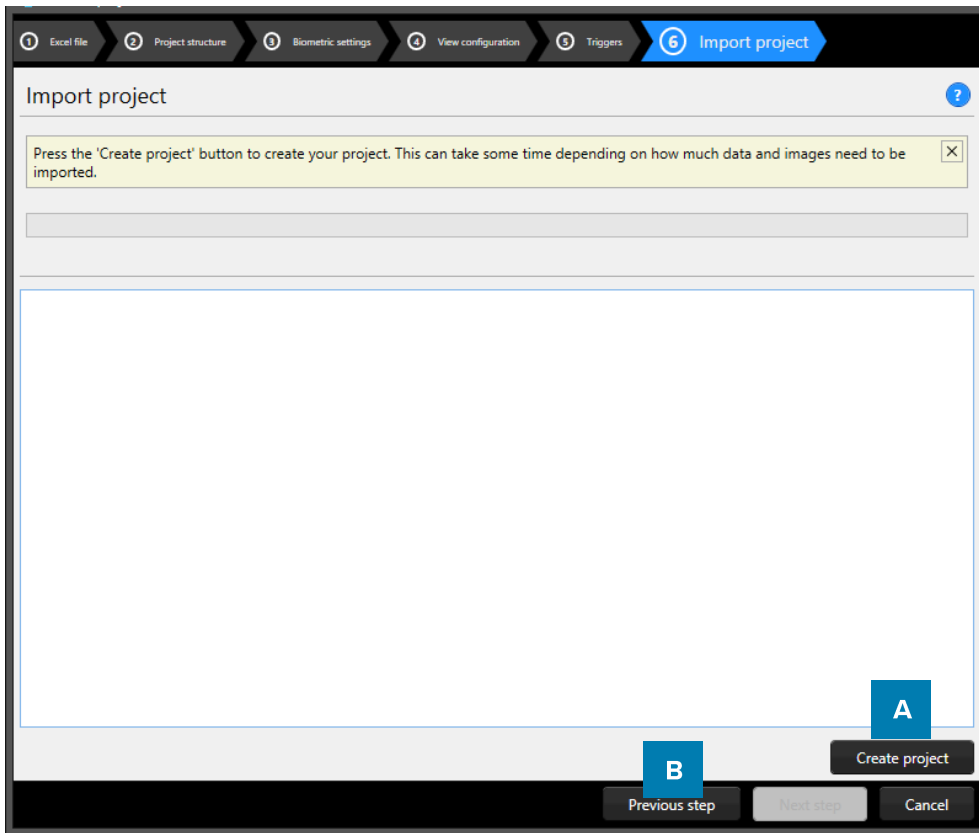 1 Excel file 2 Project structure 3 Biometric settings 4 View configuration 5 Triggers 6 Import project
Import project ?
Press the 'Create project' button to create your project. This can take some time depending on how much data and images need to be
imported.
A
Create project
B
Previous step Next step Cancel